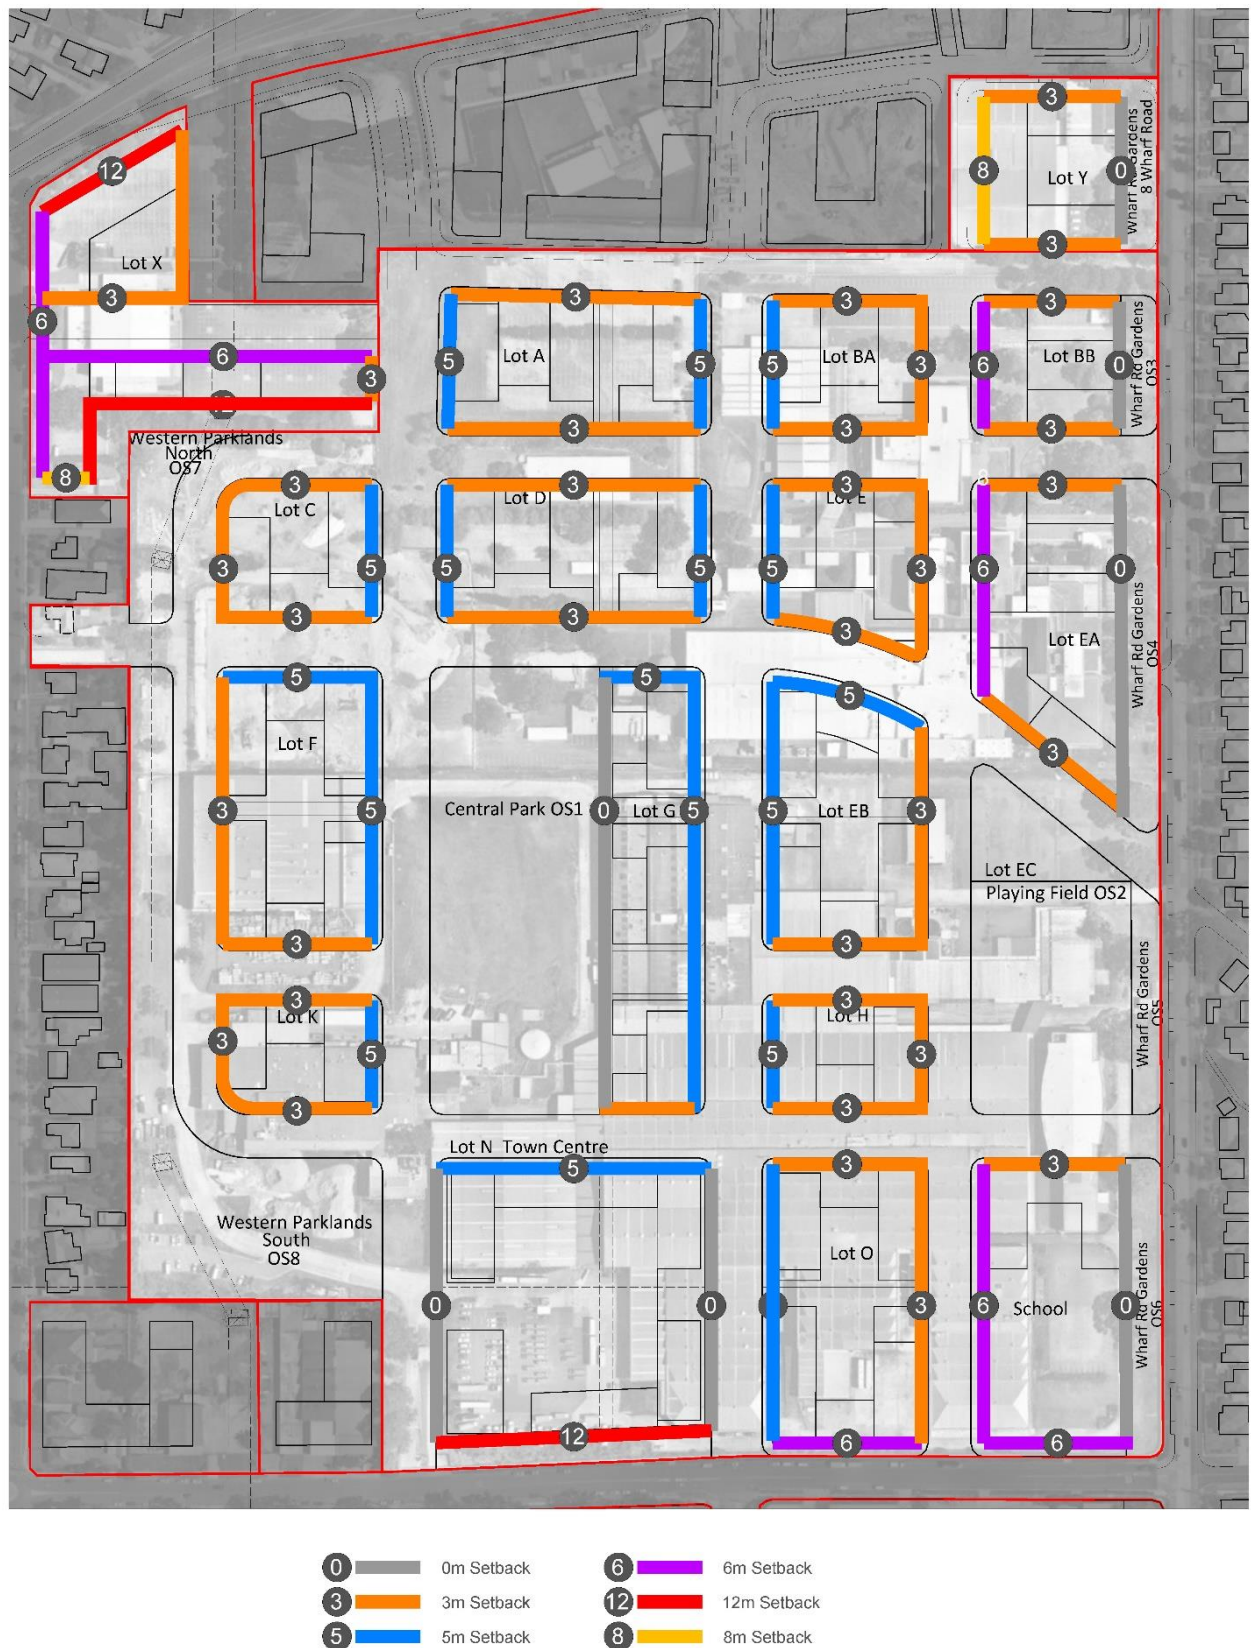 3
Wharf Rd Gardens
8 Wharf Road
12
8
Lot Y
0
3
Lot X
3
6
3
3
3
6
5
Lot A
5
5
Lot BA
3
6
Lot BB
0
Wharf Rd Gardens
OS3
3
12
3
3
3
Western Parklands
North
OS7
8
3
Lot C
3
Lot D
3
Lot E
8
3
3
5
5
5
5
3
6
0
3
3
3
Lot EA
Wharf Rd Gardens
OS4
5
5
5
Lot F
3
3
5
Central Park OS1
0
Lot G
5
5
Lot EB
3
Lot EC
Playing Field OS2
3
3
Wharf Rd Gardens
OS5
3
Lot K
3
Lot H
3
5
5
3
3
3
Lot N Town Centre
5
3
3
Western Parklands
South
OS8
Lot O
0
0
3
6
School
0
Wharf Rd Gardens
OS6
12
6
6
0 0m Setback
6 6m Setback
3 3m Setback
12 12m Setback
5 5m Setback
8 8m Setback